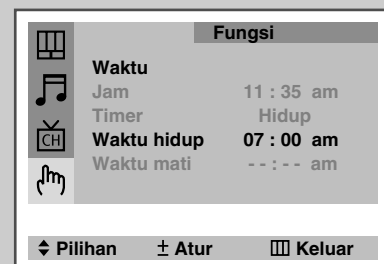 Fungsi
Waktu
Jam 11 : 35 am
Timer Hidup
CH
Waktu hidup 07 : 00 am
Waktu mati - - : - - am
Pilihan ± Atur Keluar